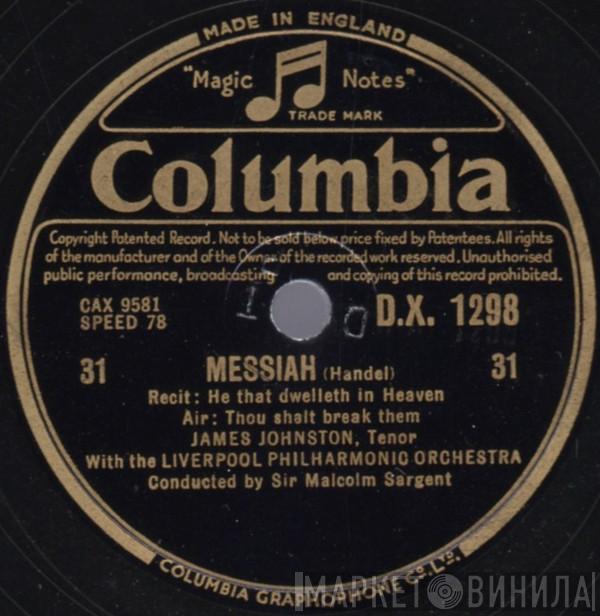 MADE IN ENGLAND
"Magic Notes"
TRADE MARK
Columbia
Copyright Patented Record. Not to be sold below price fixed by Patentees. All rights
of the manufacturer and of the Owner of the recorded work reserved. Unauthorised
public performance, broadcasting and copying of this record prohibited.
CAX 9581
SPEED 78
D.X. 1298
31 MESSIAH (Handel) 31
Recit: He that dwelleth in Heaven
Air: Thou shalt break them
JAMES JOHNSTON, Tenor
With the LIVERPOOL PHILHARMONIC ORCHESTRA
Conducted by Sir Malcolm Sargent
COLUMBIA GRAPHOPHONE CO. LTD.
МАРКЕТ ВИНИЛА